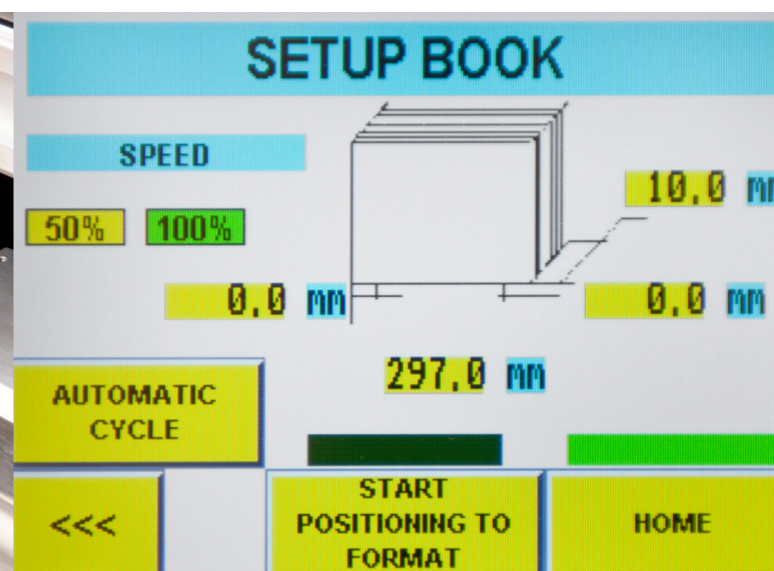 SETUP BOOK
SPEED
10,0 mm
50% 100%
0,0 mm
0,0 mm
297,0 mm
AUTOMATIC
CYCLE
<<<
START
POSITIONING TO
FORMAT
HOME